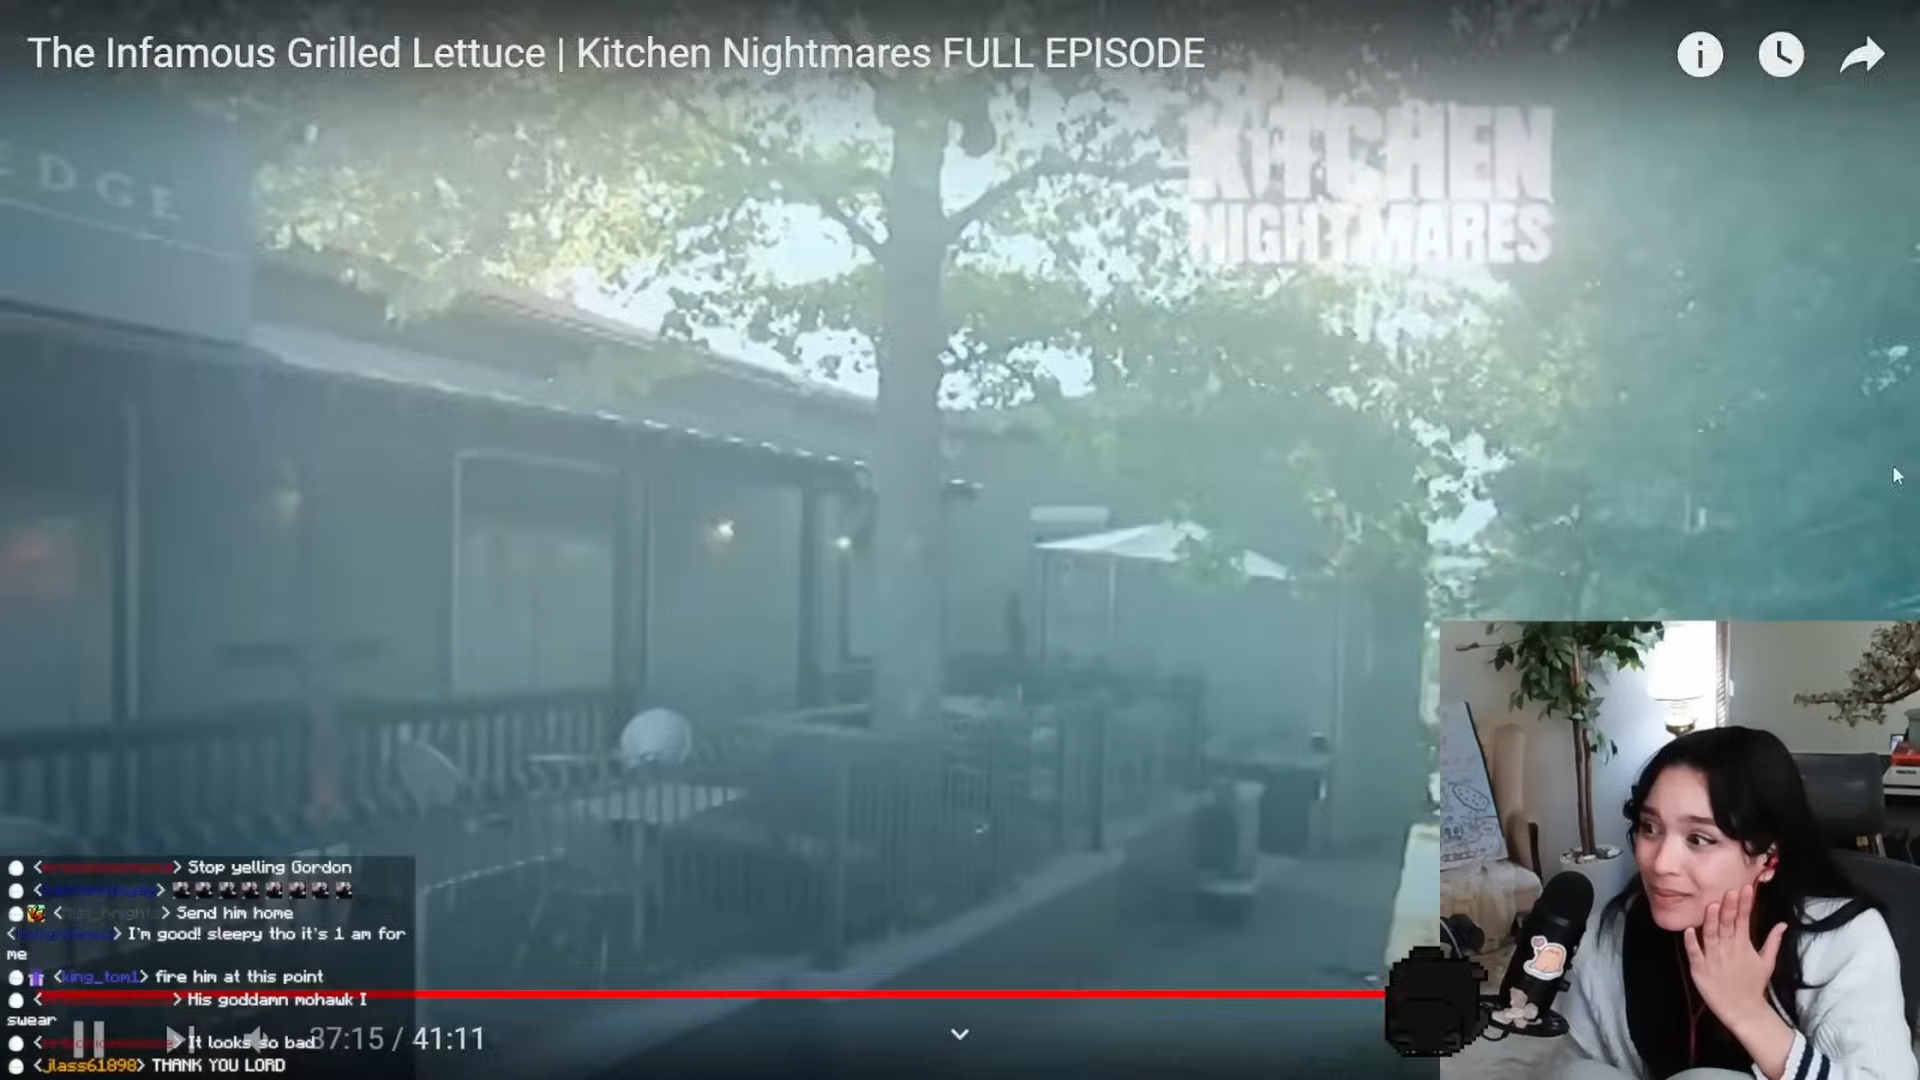 The Infamous Grilled Lettuce | Kitchen Nightmares FULL EPISODE
KITCHEN
NIGHTMARES
EDGE
> Stop yelling Gordon
> Send him home
> I'm good! sleepy tho it's 1 am for
me
<king_tom1> fire him at this point
> His goddamn mohawk I
swear
> It looks so bad
<jlass61898> THANK YOU LORD
37:15 / 41:11